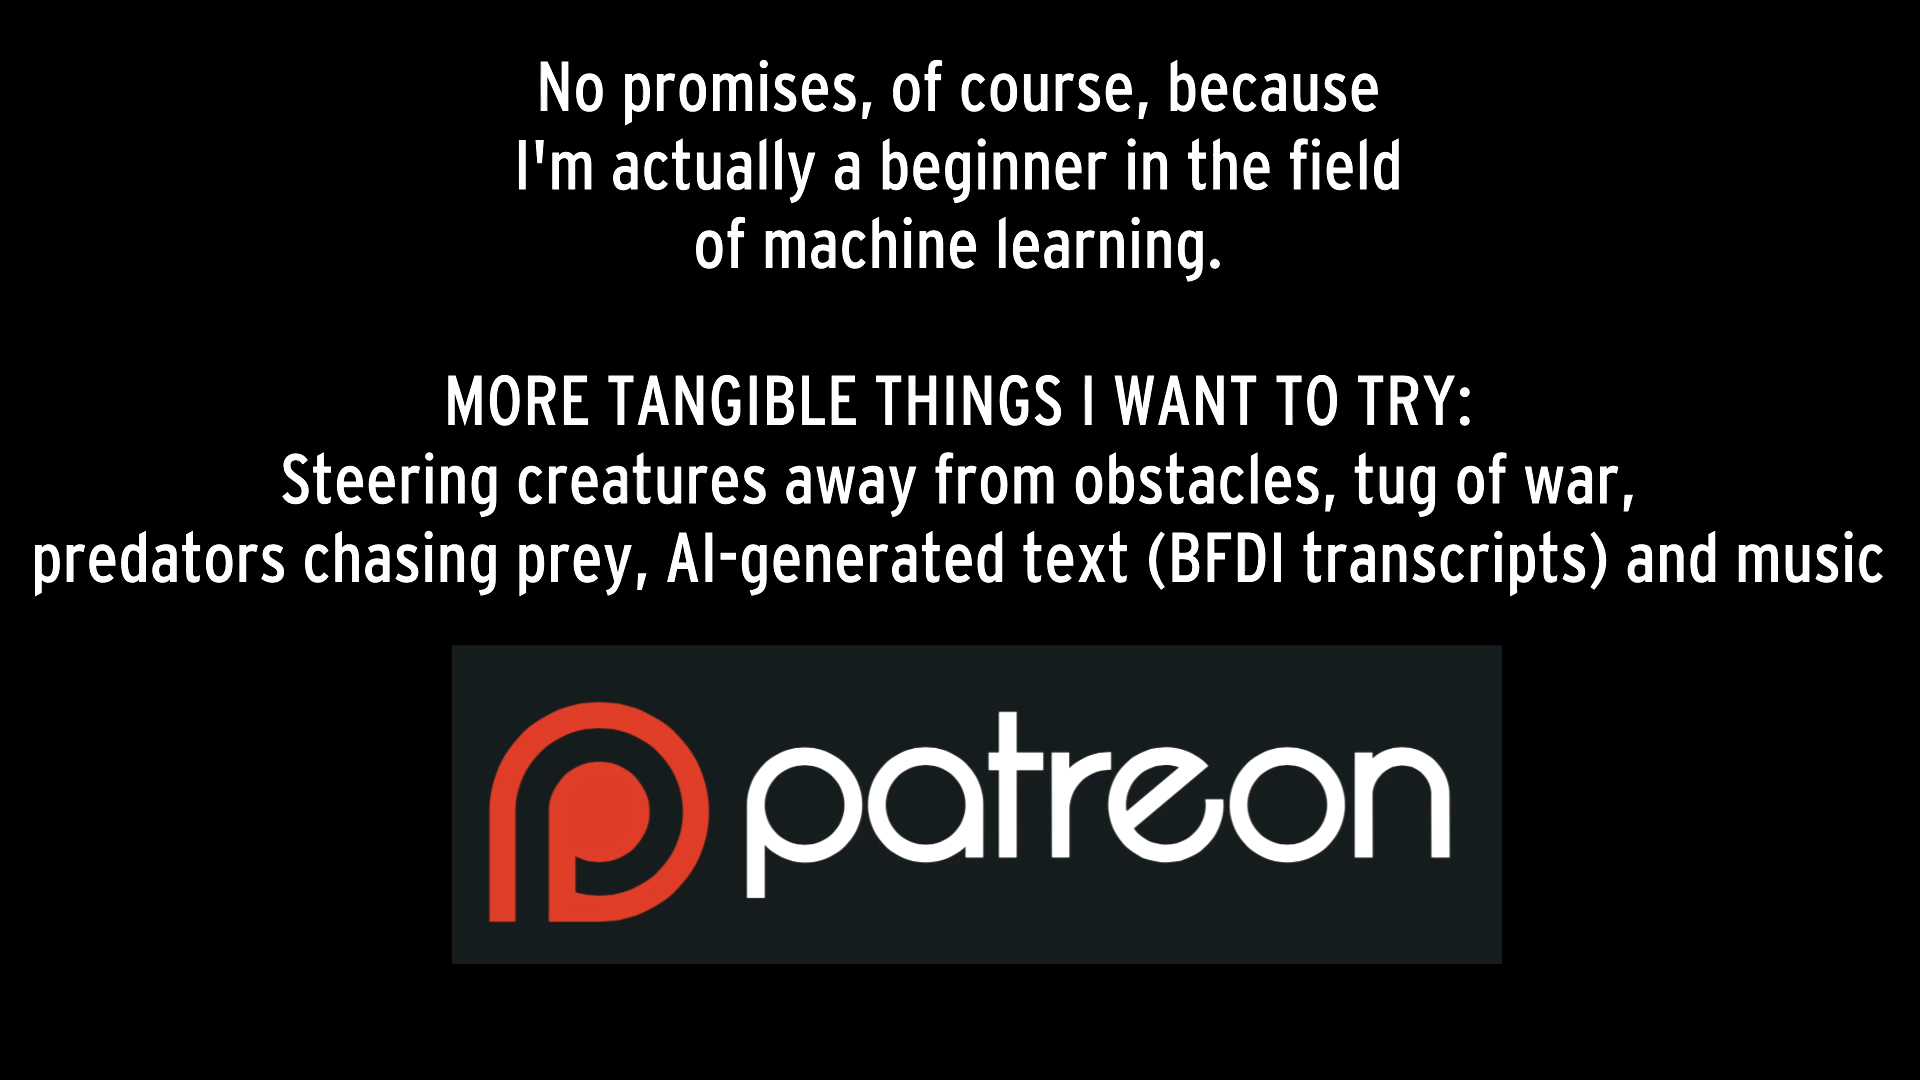 No promises, of course, because
I'm actually a beginner in the field
of machine learning.
MORE TANGIBLE THINGS I WANT TO TRY:
Steering creatures away from obstacles, tug of war,
predators chasing prey, AI-generated text (BFDI transcripts) and music
patreon